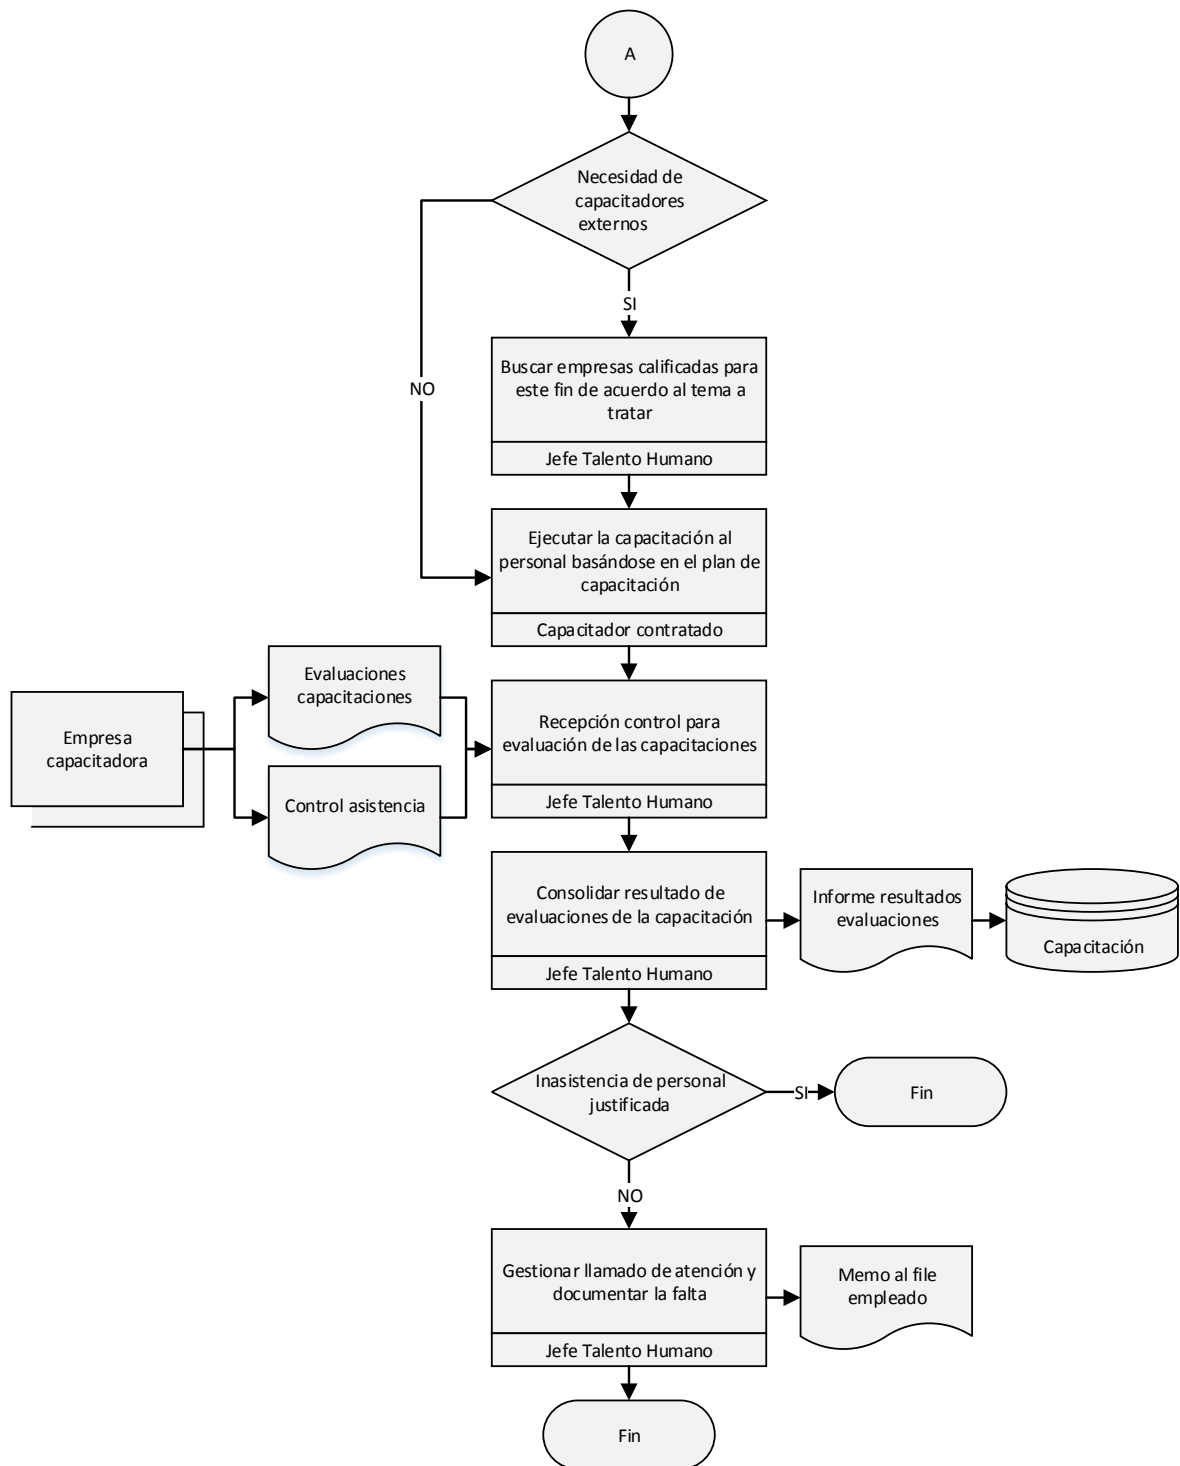 A
Necesidad de
capacitadores
externos
SI
NO
Buscar empresas calificadas para
este fin de acuerdo al tema a
tratar
Jefe Talento Humano
Ejecutar la capacitación al
personal basándose en el plan de
capacitación
Capacitador contratado
Empresa
capacitadora
Evaluaciones
capacitaciones
Control asistencia
Recepción control para
evaluación de las capacitaciones
Jefe Talento Humano
Consolidar resultado de
evaluaciones de la capacitación
Jefe Talento Humano
Informe resultados
evaluaciones
Capacitación
Inasistencia de personal
justificada
SI
Fin
NO
Gestionar llamado de atención y
documentar la falta
Jefe Talento Humano
Memo al file
empleado
Fin